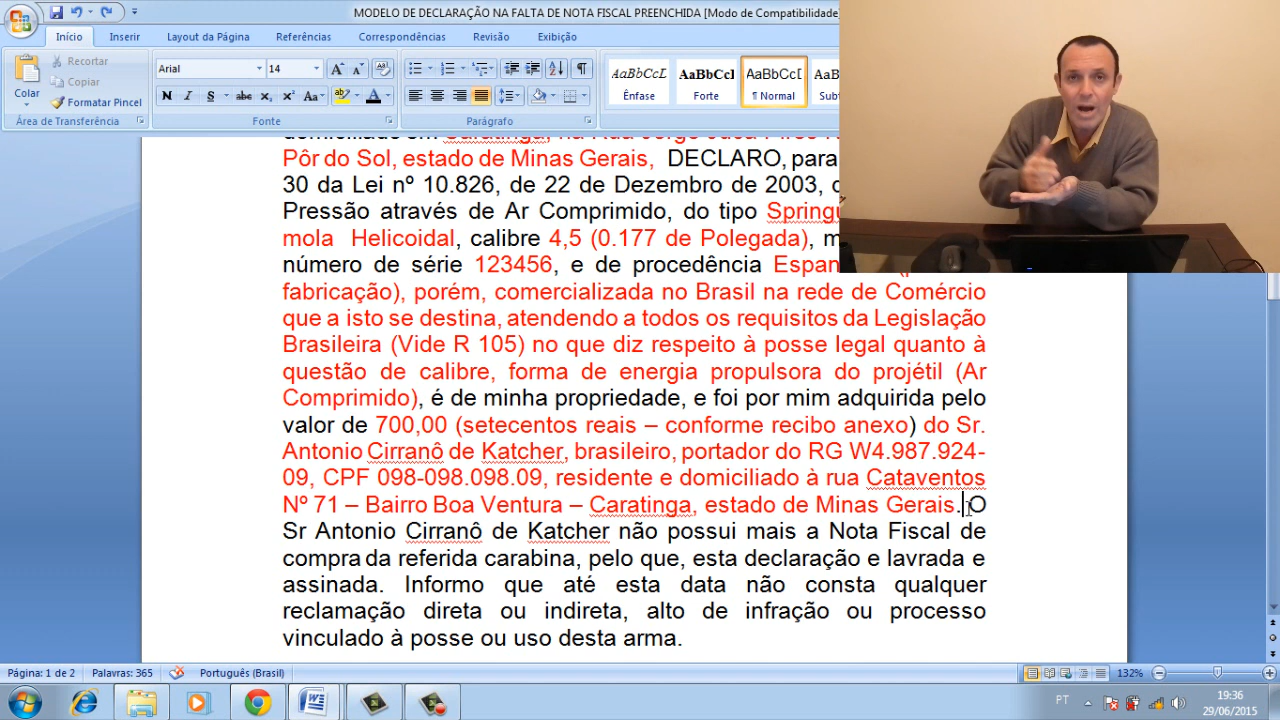 MODELO DE DECLARAÇÃO NA FALTA DE NOTA FISCAL PREENCHIDA [Modo de Compatibilidade]
Início Inserir Layout da Página Referências Correspondências Revisão Exibição
Colar
Recortar
Copiar
Formatar Pincel
Área de Transferência
Arial 14
N I S abe x₂ x² Aa
Fonte
Parágrafo
AaBbCcL AaBbCcI AaBbCcI AaBb
Ênfase Forte ¶ Normal Subt
Pôr do Sol, estado de Minas Gerais, DECLARO, para
30 da Lei nº 10.826, de 22 de Dezembro de 2003,
Pressão através de Ar Comprimido, do tipo
mola Helicoidal, calibre 4,5 (0.177 de Polegada),
número de série 123456, e de procedência
fabricação), porém, comercializada no Brasil na rede de Comércio
que a isto se destina, atendendo a todos os requisitos da Legislação
Brasileira (Vide R 105) no que diz respeito à posse legal quanto à
questão de calibre, forma de energia propulsora do projétil (Ar
Comprimido), é de minha propriedade, e foi por mim adquirida pelo
valor de 700,00 (setecentos reais – conforme recibo anexo) do Sr.
Antonio Cirranô de Katcher, brasileiro, portador do RG W4.987.924-
09, CPF 098-098.098.09, residente e domiciliado à rua Cataventos
Nº 71 – Bairro Boa Ventura – Caratinga, estado de Minas Gerais. O
Sr Antonio Cirranô de Katcher não possui mais a Nota Fiscal de
compra da referida carabina, pelo que, esta declaração e lavrada e
assinada. Informo que até esta data não consta qualquer
reclamação direta ou indireta, alto de infração ou processo
vinculado à posse ou uso desta arma.
Página: 1 de 2 Palavras: 365 Português (Brasil) 132%
PT
19:36
29/06/2015